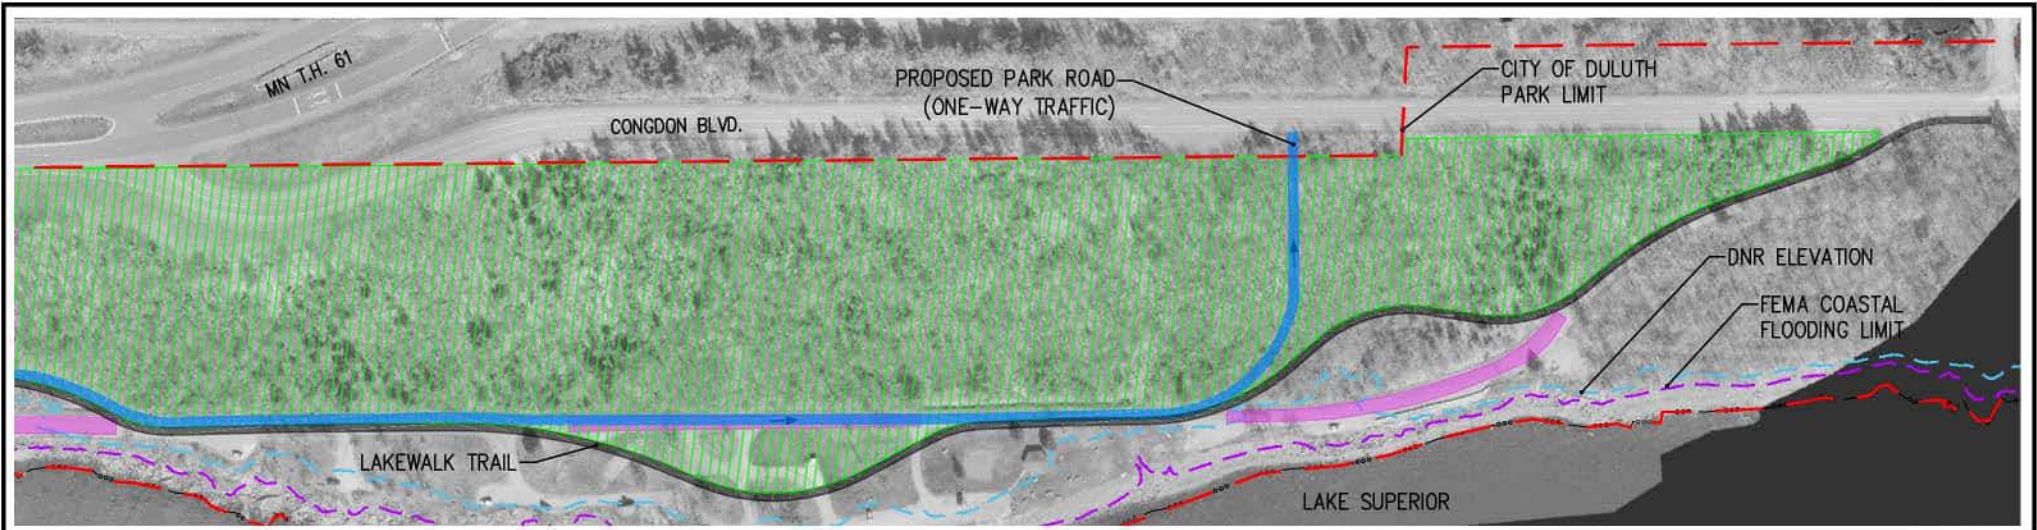 MN T.H. 61
PROPOSED PARK ROAD
(ONE-WAY TRAFFIC)
CITY OF DULUTH
PARK LIMIT
CONGDON BLVD.
DNR ELEVATION
FEMA COASTAL
FLOODING LIMIT
LAKEWALK TRAIL
LAKE SUPERIOR